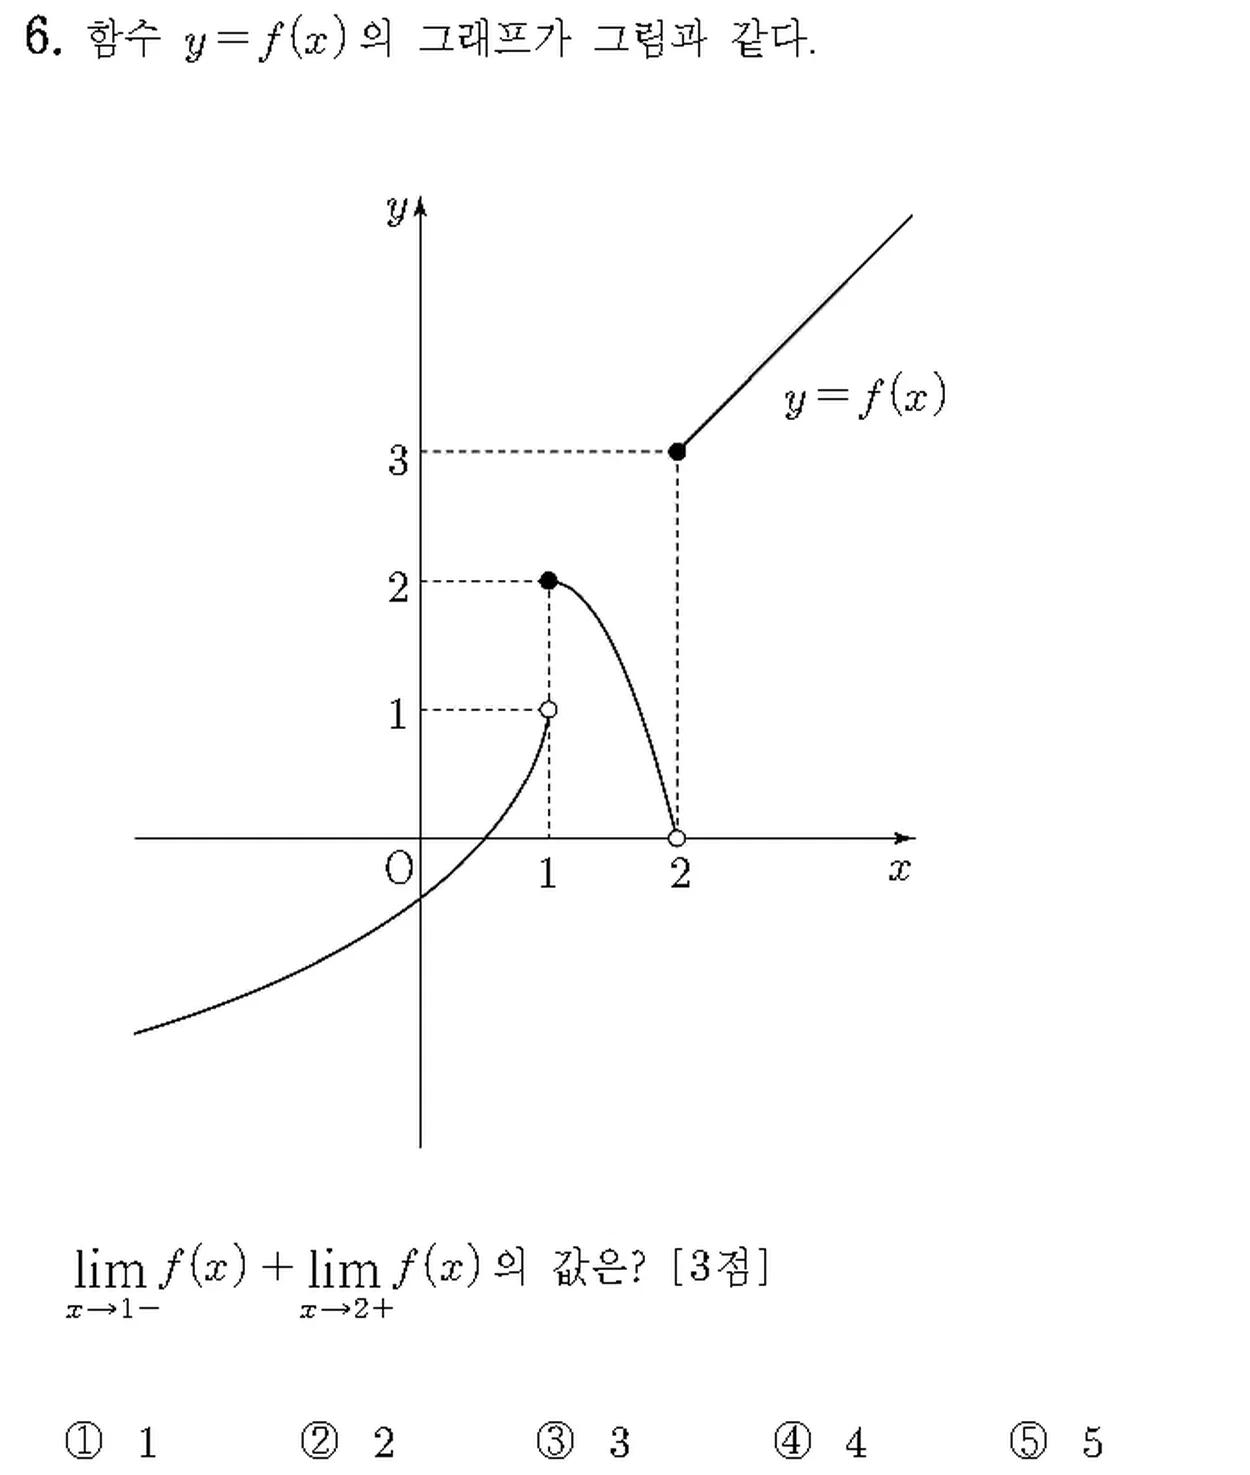 6. 함수 y=f(x)의 그래프가 그림과 같다.
y
y=f(x)
3
2
1
O 1 2 x
lim f(x)+lim f(x)의 값은? [3점]
x→1− x→2+
① 1 ② 2 ③ 3 ④ 4 ⑤ 5